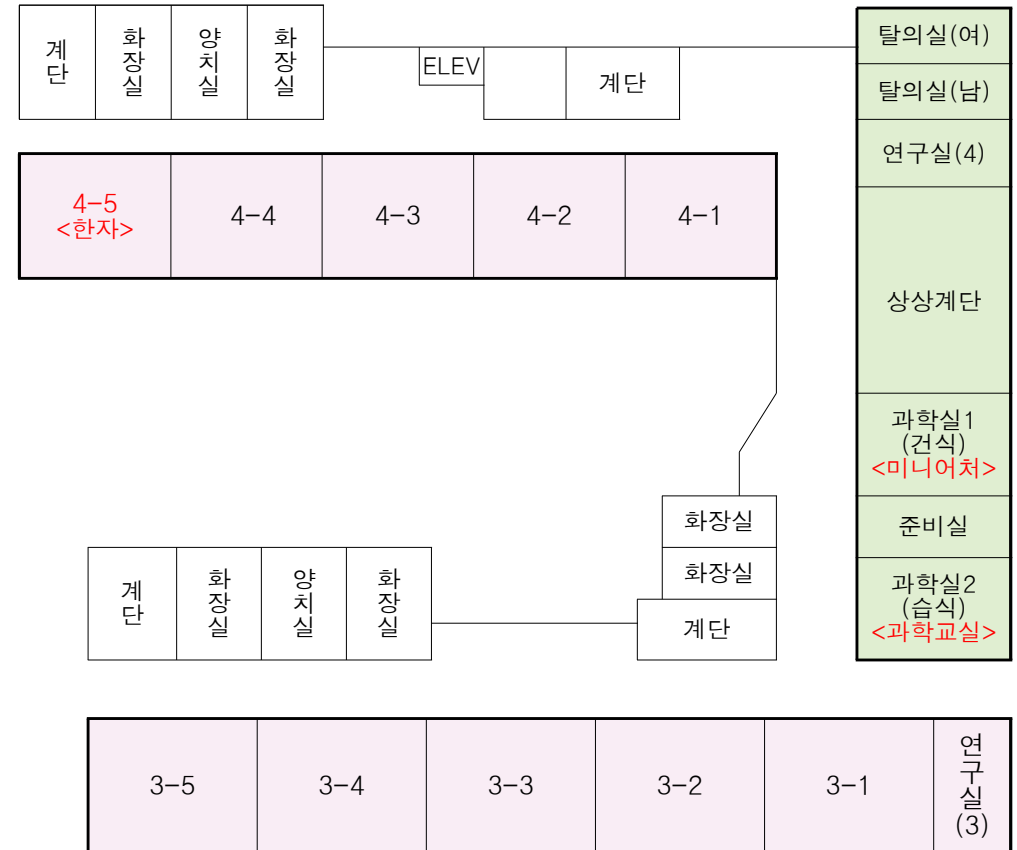 계단
화장실
양치실
화장실
ELEV
계단
탈의실(여)
탈의실(남)
연구실(4)
4-5
<한자>
4-4
4-3
4-2
4-1
상상계단
과학실1
(건식)
<미니어처>
화장실
준비실
화장실
계단
화장실
양치실
화장실
계단
과학실2
(습식)
<과학교실>
3-5
3-4
3-3
3-2
3-1
연구실(3)